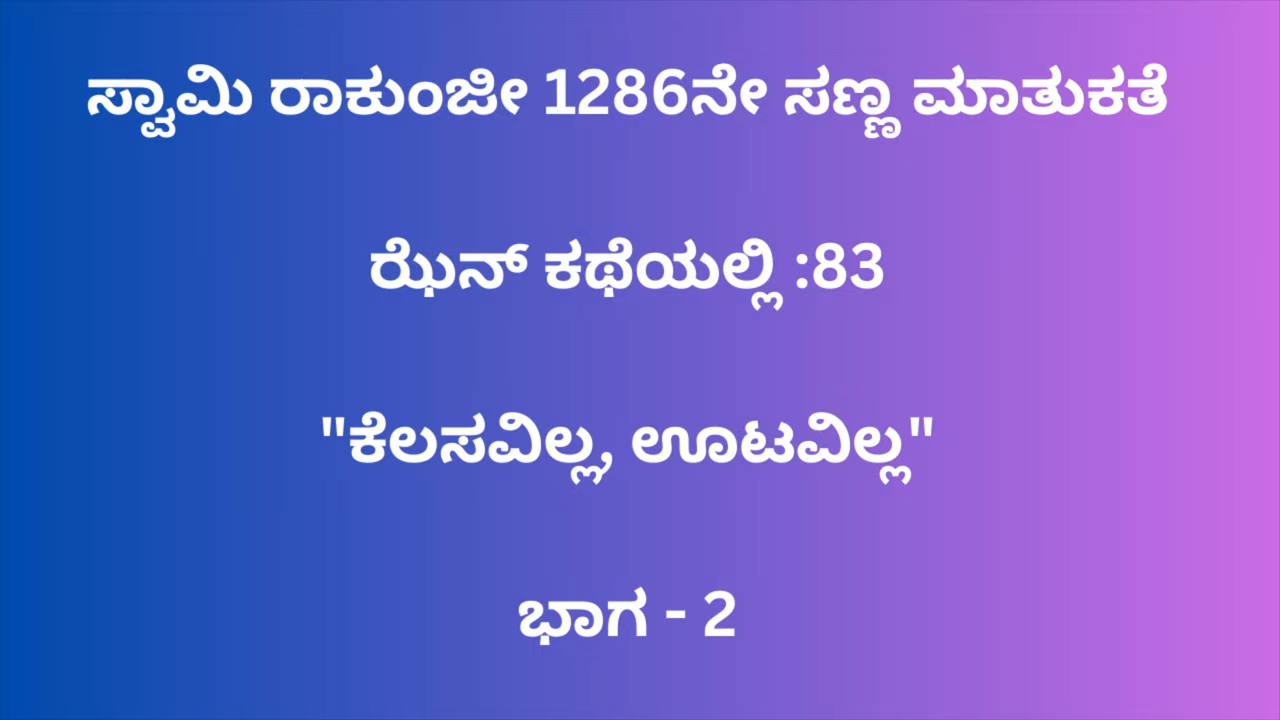 ಸ್ವಾಮಿ ರಾಕುಂಜೀ 1286ನೇ ಸಣ್ಣ ಮಾತುಕತೆ
ಝೆನ್ ಕಥೆಯಲ್ಲಿ :83
"ಕೆಲಸವಿಲ್ಲ, ಊಟವಿಲ್ಲ"
ಭಾಗ - 2